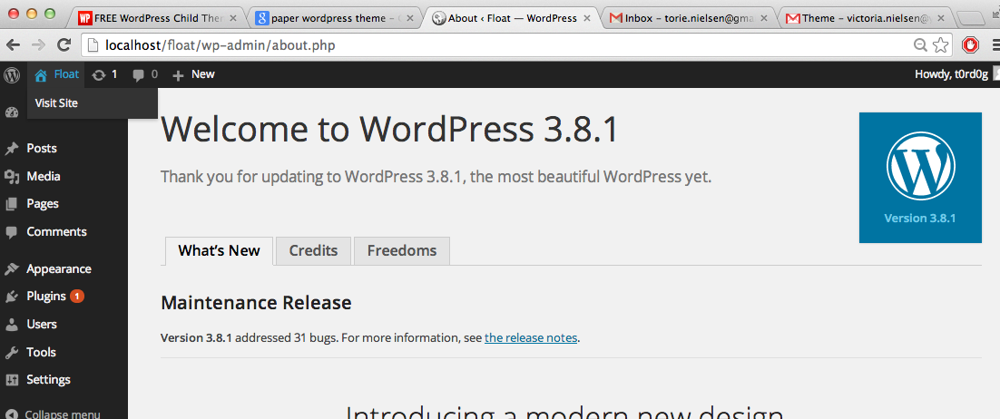 FREE WordPress Child Ther
paper wordpress theme – G
About ‹ Float — WordPress
Inbox – torie.nielsen@gma
Theme – victoria.nielsen@
localhost/float/wp-admin/about.php
Float 1 0 New
Howdy, t0rd0g
Visit Site
Posts
Media
Pages
Comments
Appearance
Plugins 1
Users
Tools
Settings
Collapse menu
Welcome to WordPress 3.8.1
Thank you for updating to WordPress 3.8.1, the most beautiful WordPress yet.
Version 3.8.1
What's New
Credits
Freedoms
Maintenance Release
Version 3.8.1 addressed 31 bugs. For more information, see the release notes.
Introducing a modern new design